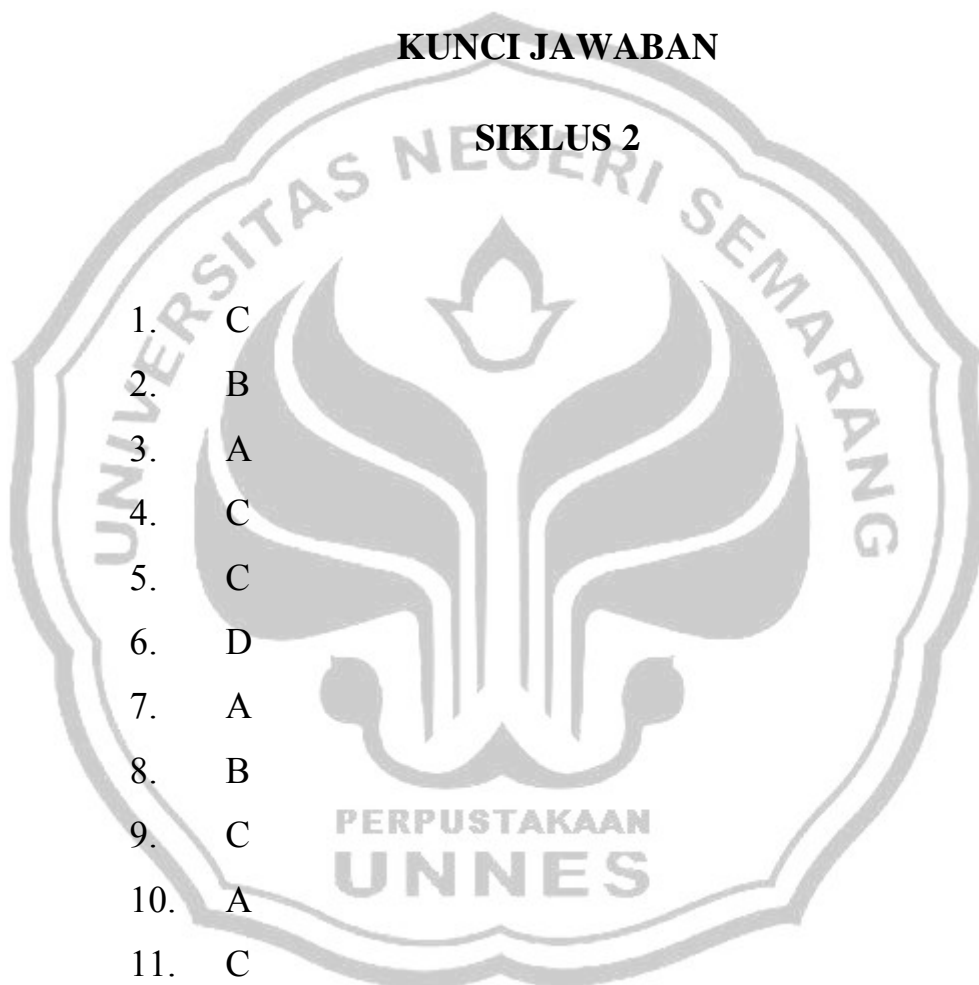 KUNCI JAWABAN
SIKLUS 2
UNIVERSITAS NEGERI SEMARANG
1. C
2. B
3. A
4. C
5. C
6. D
7. A
8. B
9. C
10. A
11. C
PERPUSTAKAAN
UNNES